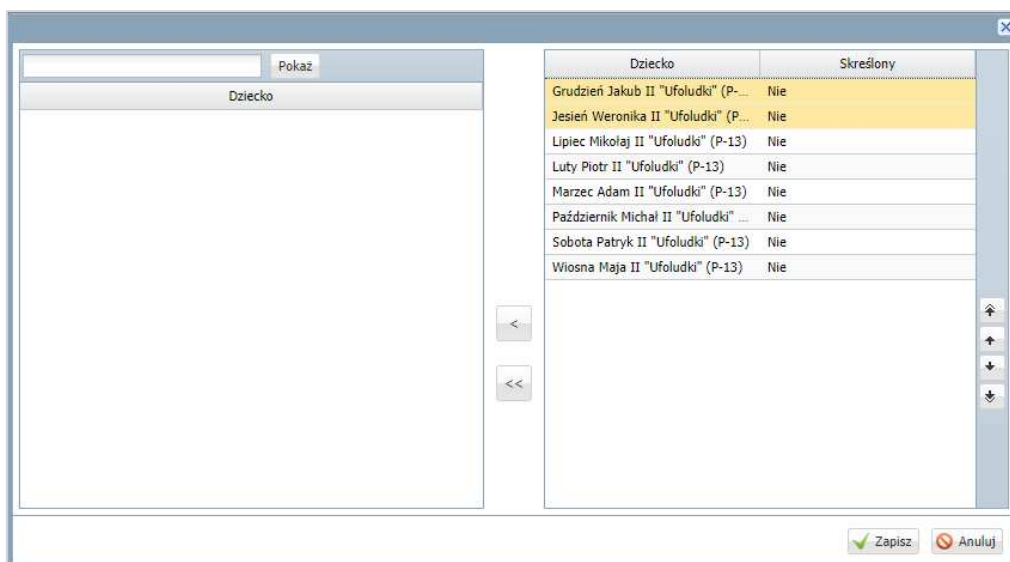 Pokaż
Dziecko
Dziecko Skreślony
Grudzień Jakub II "Ufoludki" (P-... Nie
Jesień Weronika II "Ufoludki" (P... Nie
Lipiec Mikołaj II "Ufoludki" (P-13) Nie
Luty Piotr II "Ufoludki" (P-13) Nie
Marzec Adam II "Ufoludki" (P-13) Nie
Październik Michał II "Ufoludki" ... Nie
Sobota Patryk II "Ufoludki" (P-13) Nie
Wiosna Maja II "Ufoludki" (P-13) Nie
<
<<
Zapisz Anuluj